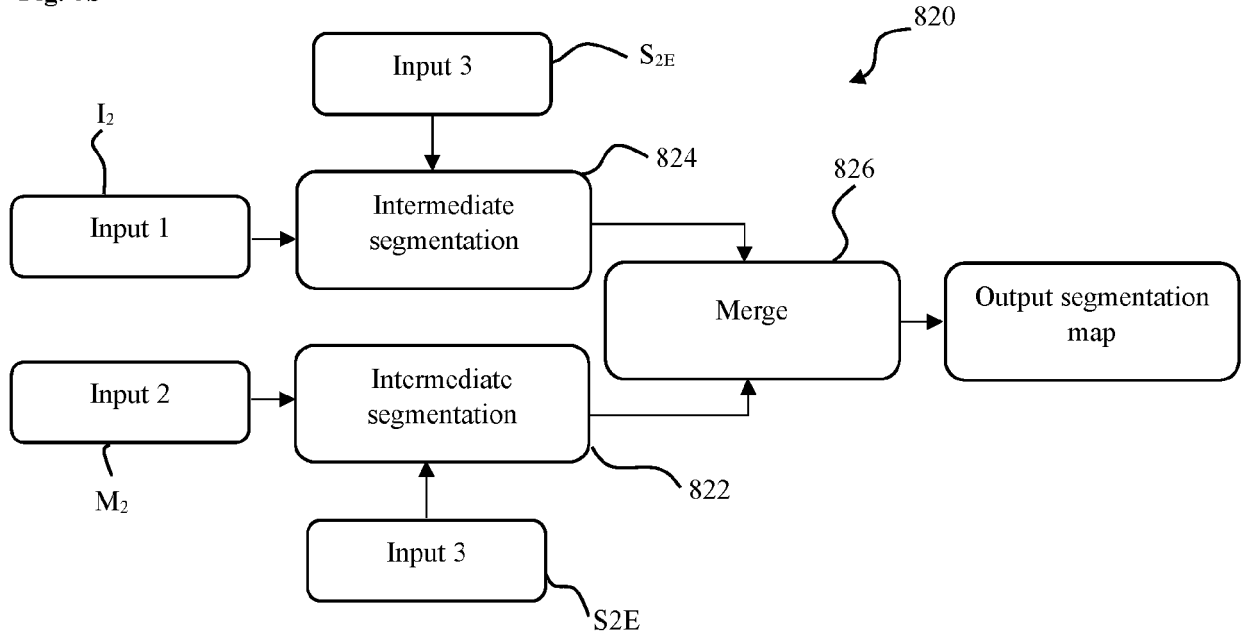 820
Input 3
S₂E
I₂
824
826
Input 1
Intermediate
segmentation
Merge
Output segmentation
map
Input 2
Intermediate
segmentation
822
M₂
Input 3
S2E